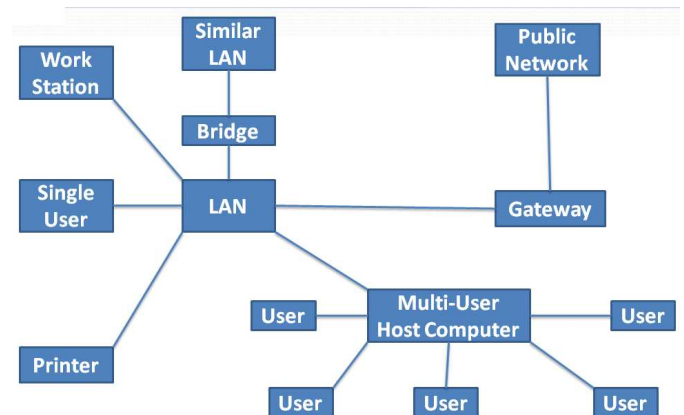 Similar
LAN
Public
Network
Work
Station
Bridge
Single
User
LAN
Gateway
User
Multi-User
Host Computer
User
Printer
User
User
User